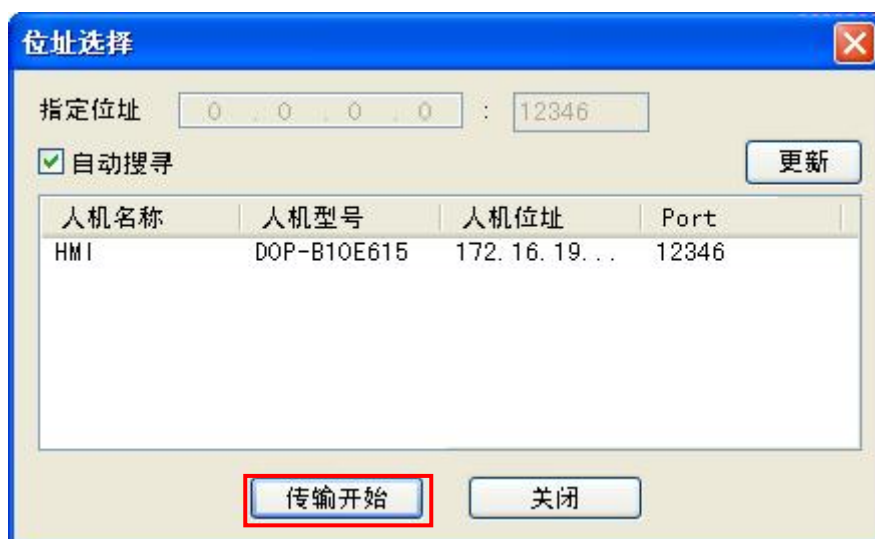 位址选择
指定位址 0 . 0 . 0 . 0 : 12346
自动搜寻 更新
人机名称 人机型号 人机位址 Port
HMI DOP-B10E615 172.16.19... 12346
传输开始 关闭